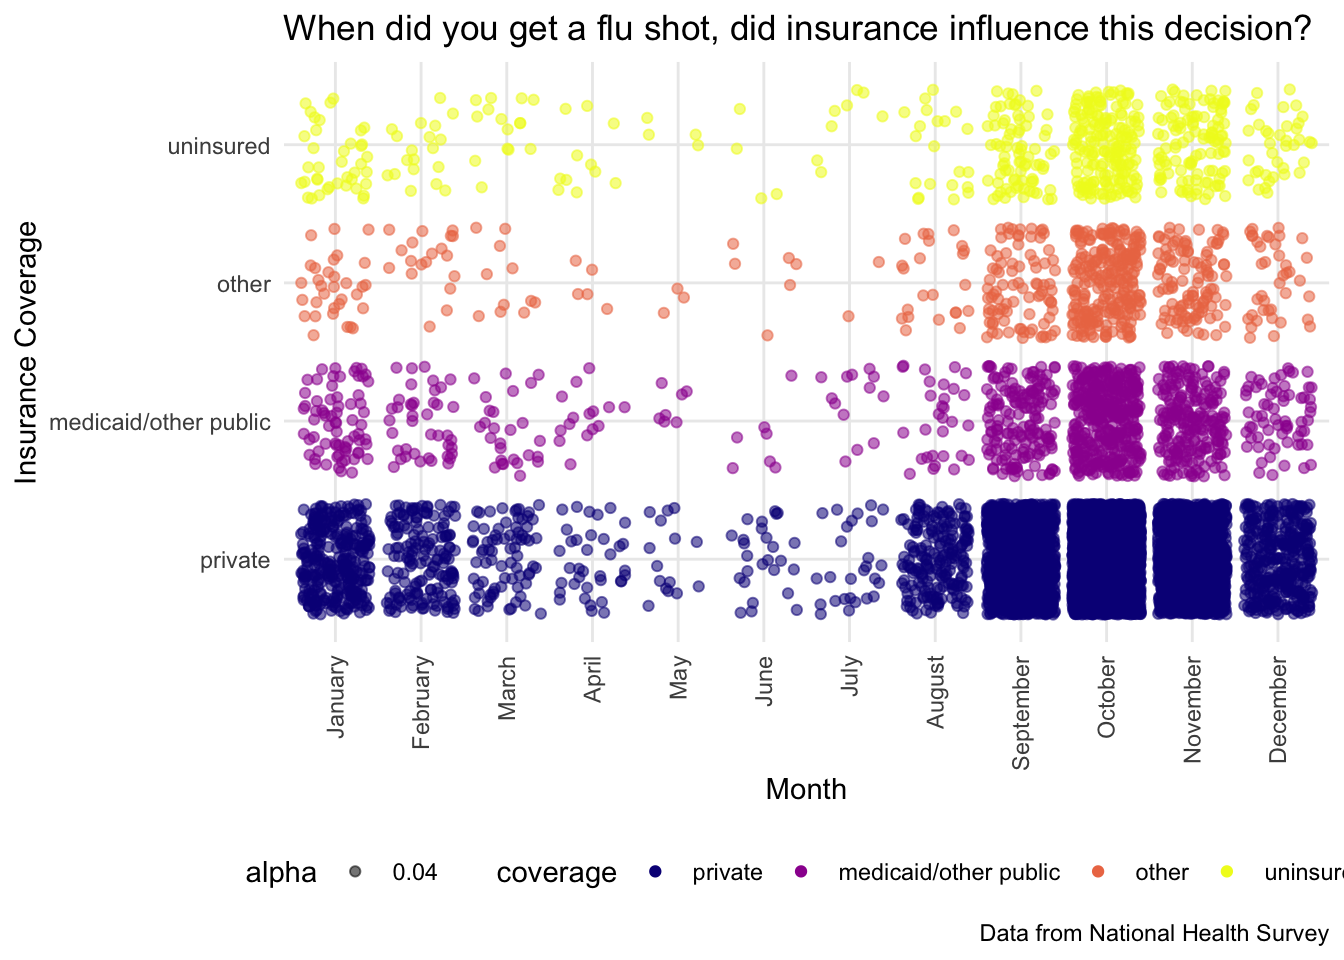 When did you get a flu shot, did insurance influence this decision?
Insurance Coverage
uninsured
other
medicaid/other public
private
January
February
March
April
May
June
July
August
September
October
November
December
Month
alpha 0.04 coverage private medicaid/other public other uninsure
Data from National Health Survey